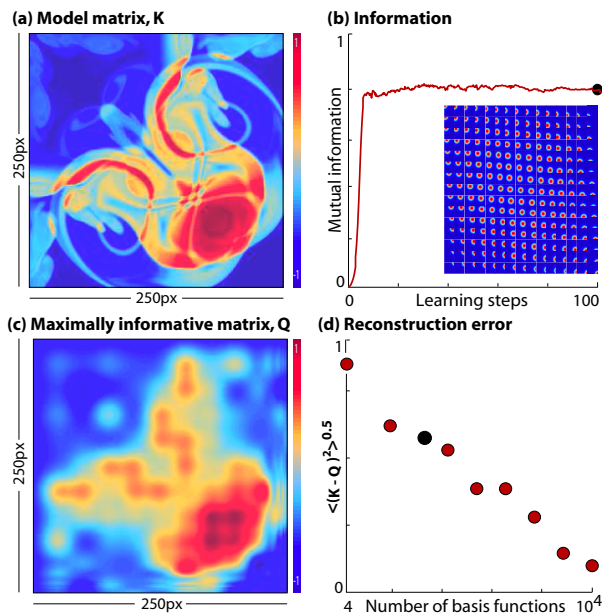 (a) Model matrix, K
250px
1
-1
250px
(b) Information
1
Mutual information
0
0
Learning steps
100
(c) Maximally informative matrix, Q
250px
1
-1
250px
(d) Reconstruction error
1
<(K - Q )²>⁰·⁵
0
4
Number of basis functions
10⁴